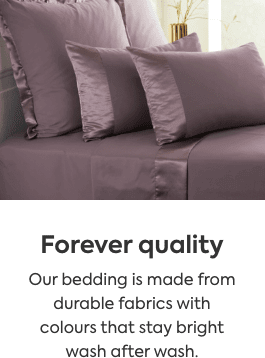 Forever quality
Our bedding is made from
durable fabrics with
colours that stay bright
wash after wash.